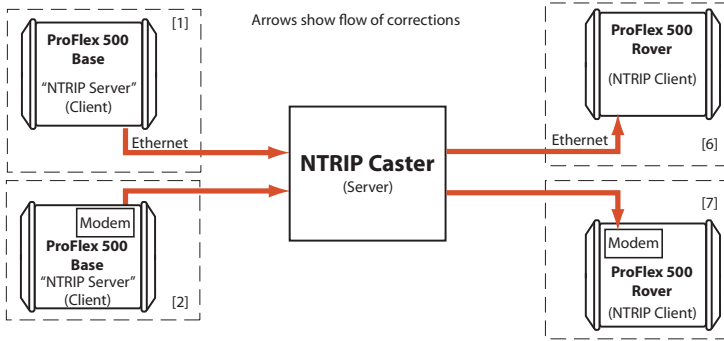 Arrows show flow of corrections
[1]
ProFlex 500
Base
“NTRIP Server”
(Client)
Ethernet
Modem
ProFlex 500
Base
“NTRIP Server”
(Client)
[2]
NTRIP Caster
(Server)
ProFlex 500
Rover
(NTRIP Client)
Ethernet
[6]
[7]
Modem
ProFlex 500
Rover
(NTRIP Client)